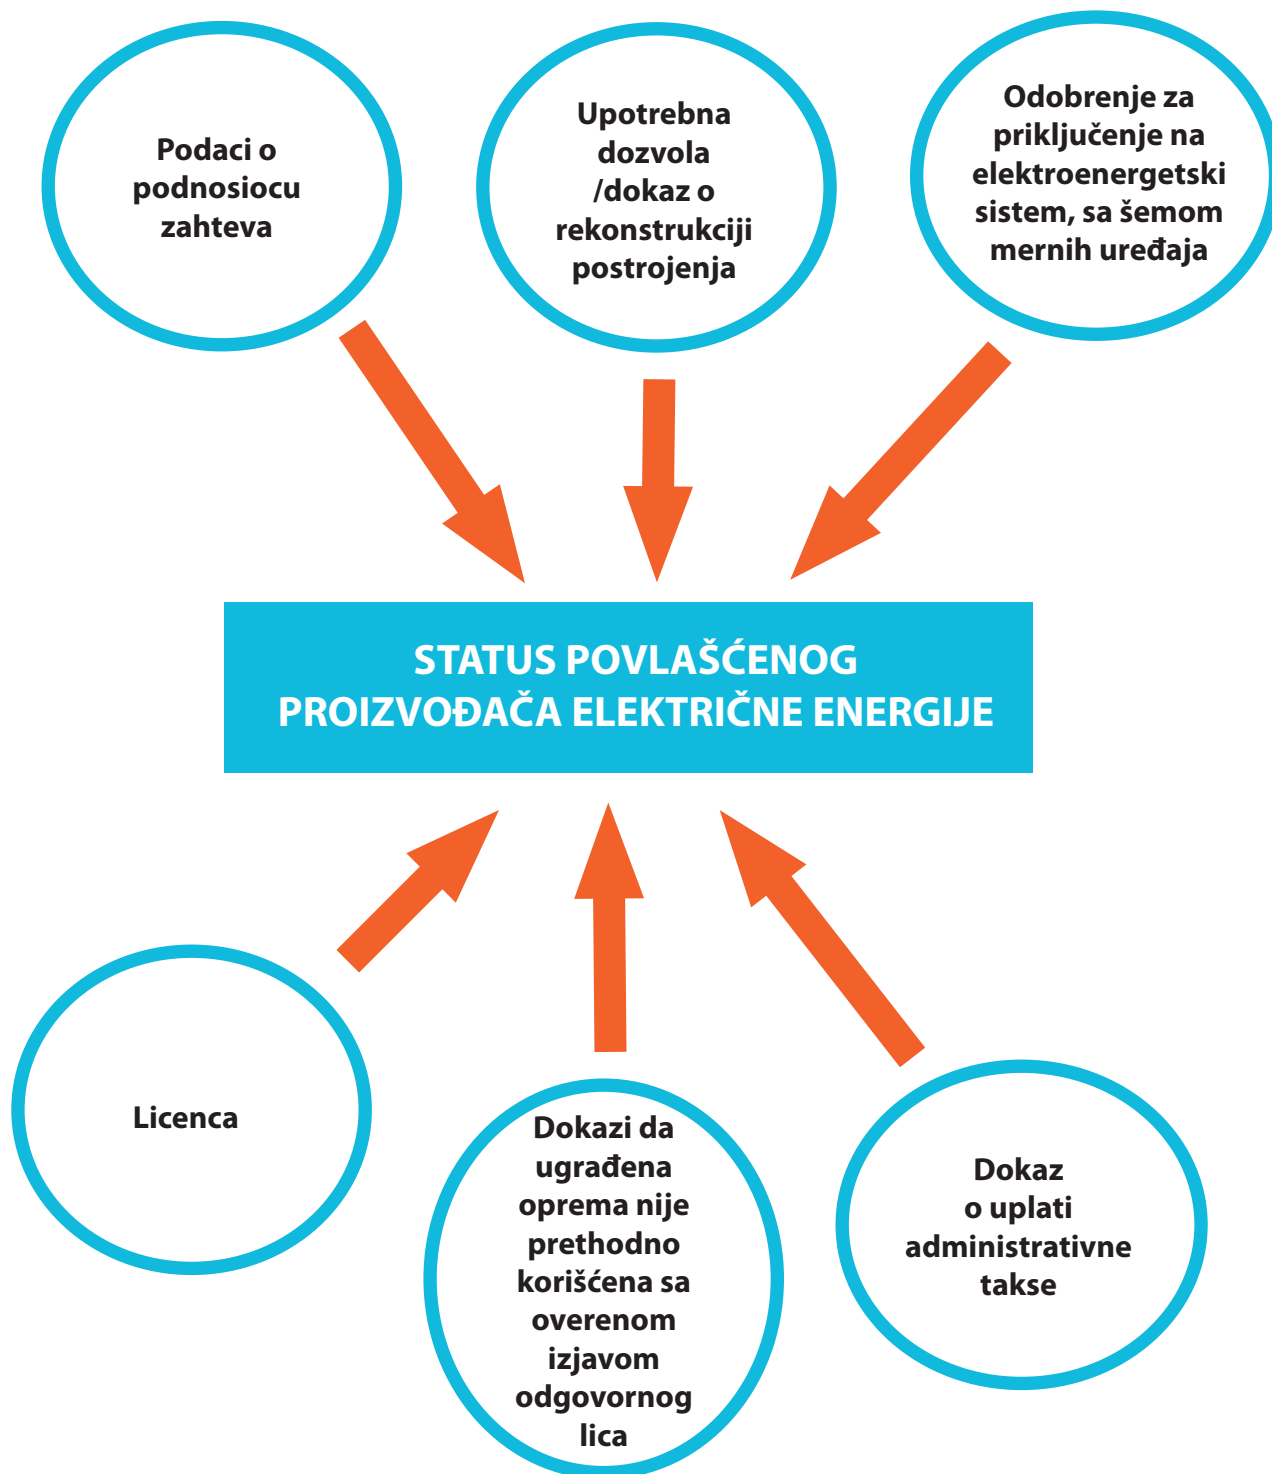 Podaci o
podnosiocu
zahteva
Upotrebna
dozvola
/dokaz o
rekonstrukciji
postrojenja
Odobrenje za
priključenje na
elektroenergetski
sistem, sa šemom
mernih uređaja
STATUS POVLAŠĆENOG
PROIZVOĐAČA ELEKTRIČNE ENERGIJE
Licenca
Dokazi da
ugrađena
oprema nije
prethodno
korišćena sa
overenom
izjavom
odgovornog
lica
Dokaz
o uplati
administrativne
takse